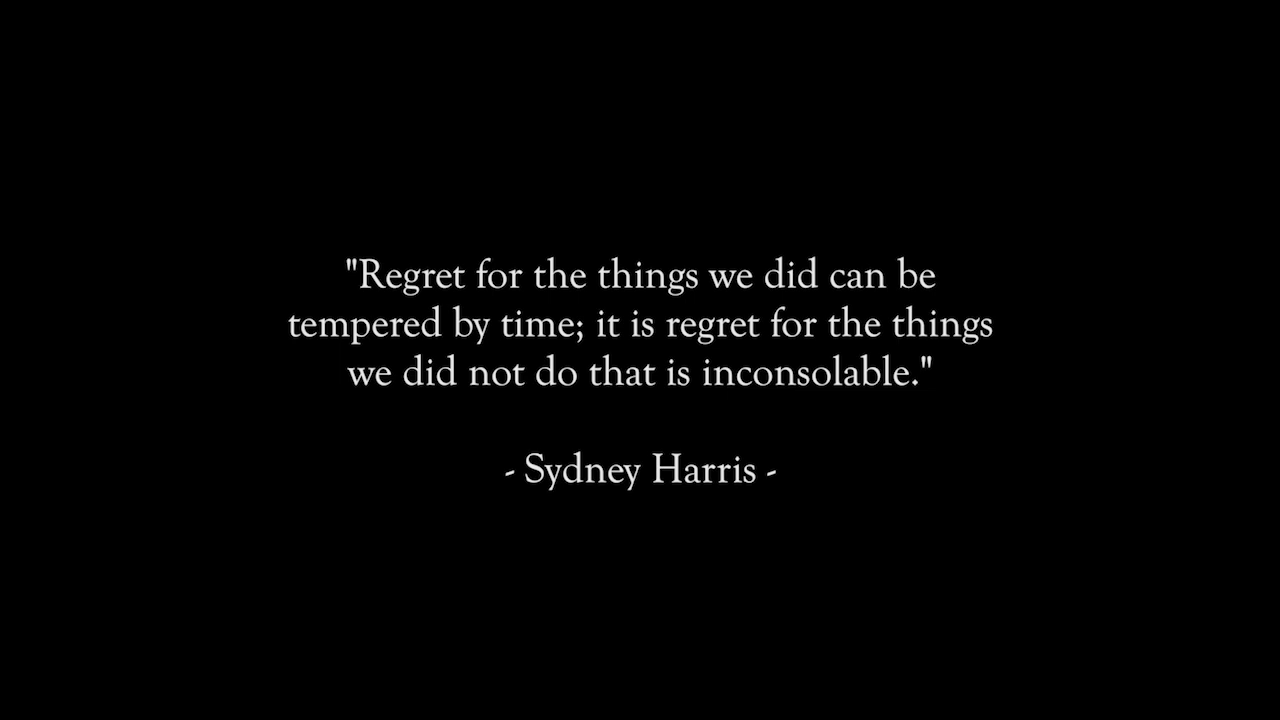 "Regret for the things we did can be
tempered by time; it is regret for the things
we did not do that is inconsolable."
- Sydney Harris -